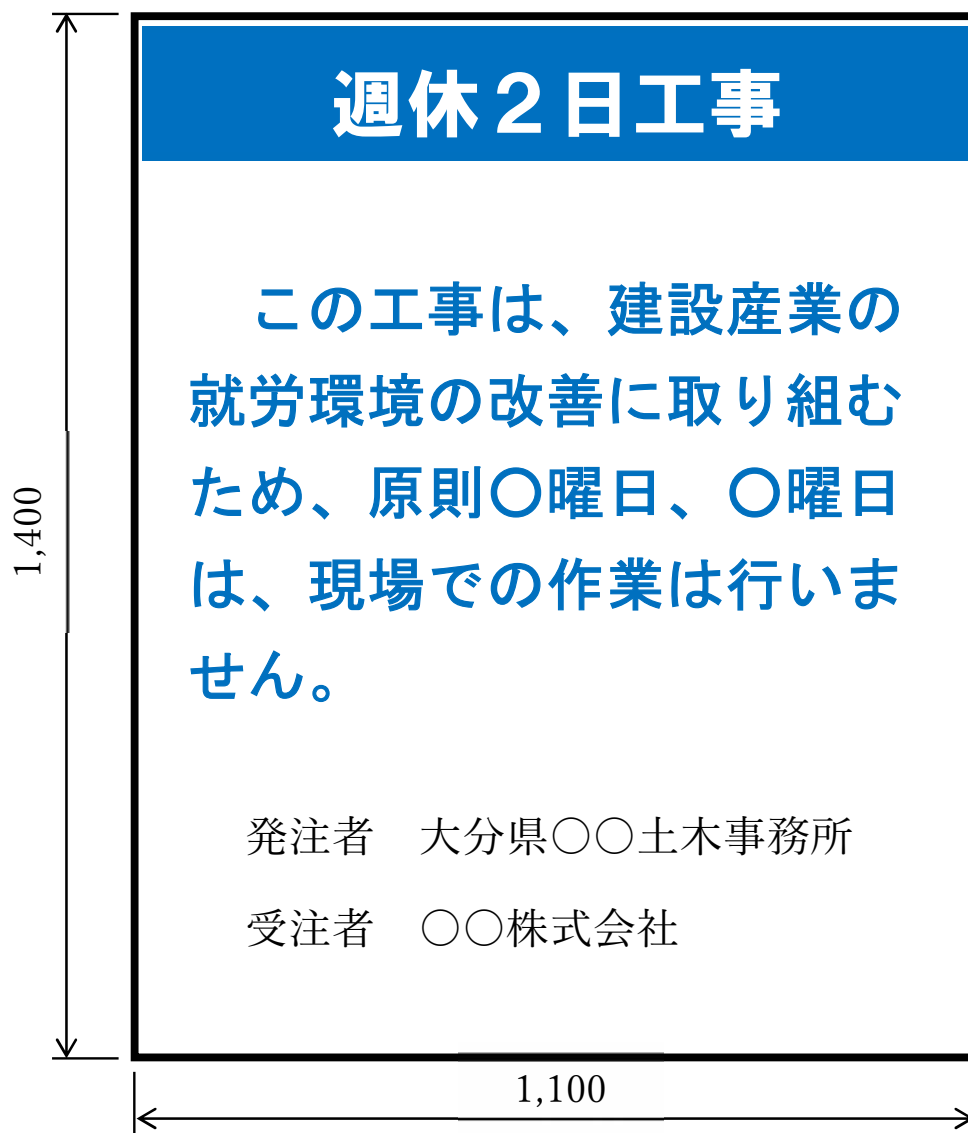 週休２日工事
　この工事は、建設産業の
就労環境の改善に取り組む
ため、原則〇曜日、〇曜日
は、現場での作業は行いま
せん。
発注者　大分県○○土木事務所
受注者　○○株式会社
1,400
1,100